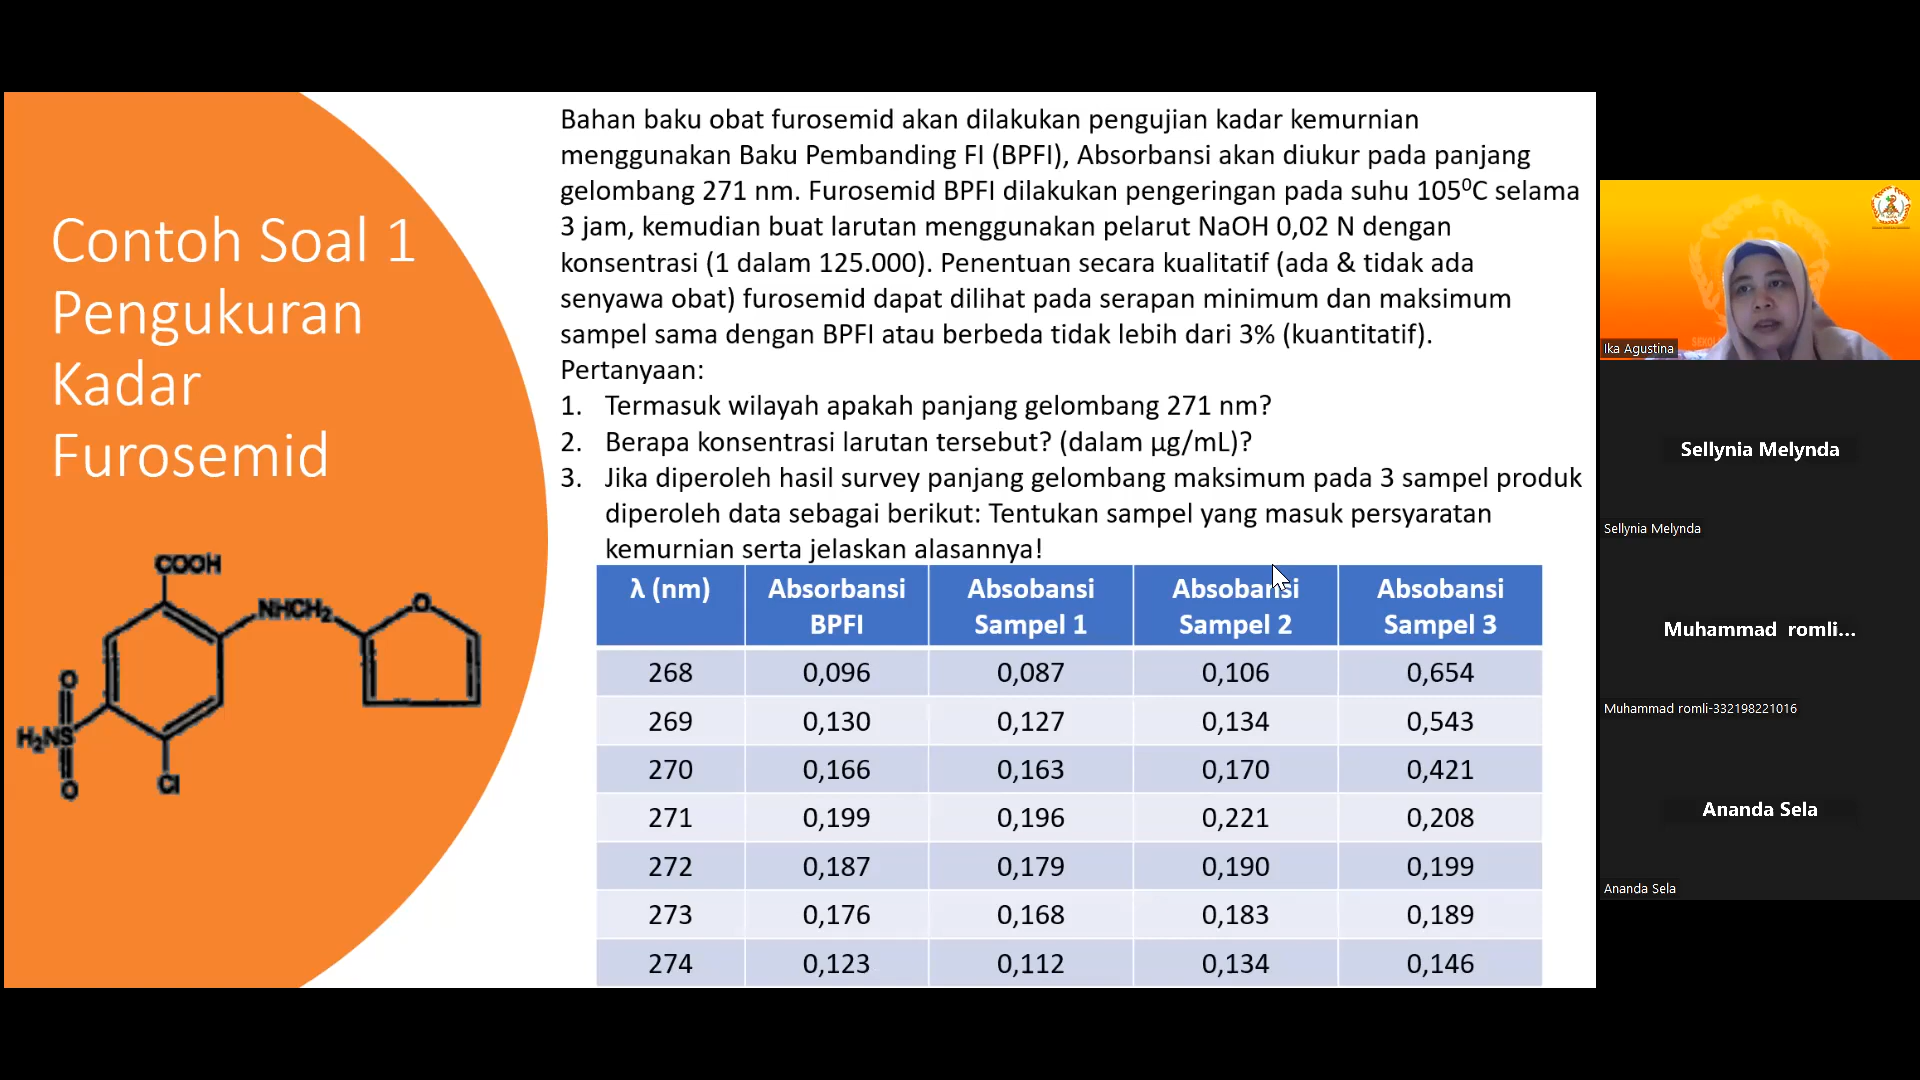 Contoh Soal 1
Pengukuran
Kadar
Furosemid
COOH
NHCH₂
O
O
H₂NS
O
Cl
Bahan baku obat furosemid akan dilakukan pengujian kadar kemurnian
menggunakan Baku Pembanding FI (BPFI), Absorbansi akan diukur pada panjang
gelombang 271 nm. Furosemid BPFI dilakukan pengeringan pada suhu 105⁰C selama
3 jam, kemudian buat larutan menggunakan pelarut NaOH 0,02 N dengan
konsentrasi (1 dalam 125.000). Penentuan secara kualitatif (ada & tidak ada
senyawa obat) furosemid dapat dilihat pada serapan minimum dan maksimum
sampel sama dengan BPFI atau berbeda tidak lebih dari 3% (kuantitatif).
Pertanyaan:
1. Termasuk wilayah apakah panjang gelombang 271 nm?
2. Berapa konsentrasi larutan tersebut? (dalam µg/mL)?
3. Jika diperoleh hasil survey panjang gelombang maksimum pada 3 sampel produk
diperoleh data sebagai berikut: Tentukan sampel yang masuk persyaratan
kemurnian serta jelaskan alasannya!
λ (nm) Absorbansi BPFI Absobansi Sampel 1 Absobansi Sampel 2 Absobansi Sampel 3
268 0,096 0,087 0,106 0,654
269 0,130 0,127 0,134 0,543
270 0,166 0,163 0,170 0,421
271 0,199 0,196 0,221 0,208
272 0,187 0,179 0,190 0,199
273 0,176 0,168 0,183 0,189
274 0,123 0,112 0,134 0,146
Ika Agustina
Sellynia Melynda
Sellynia Melynda
Muhammad romli...
Muhammad romli-332198221016
Ananda Sela
Ananda Sela